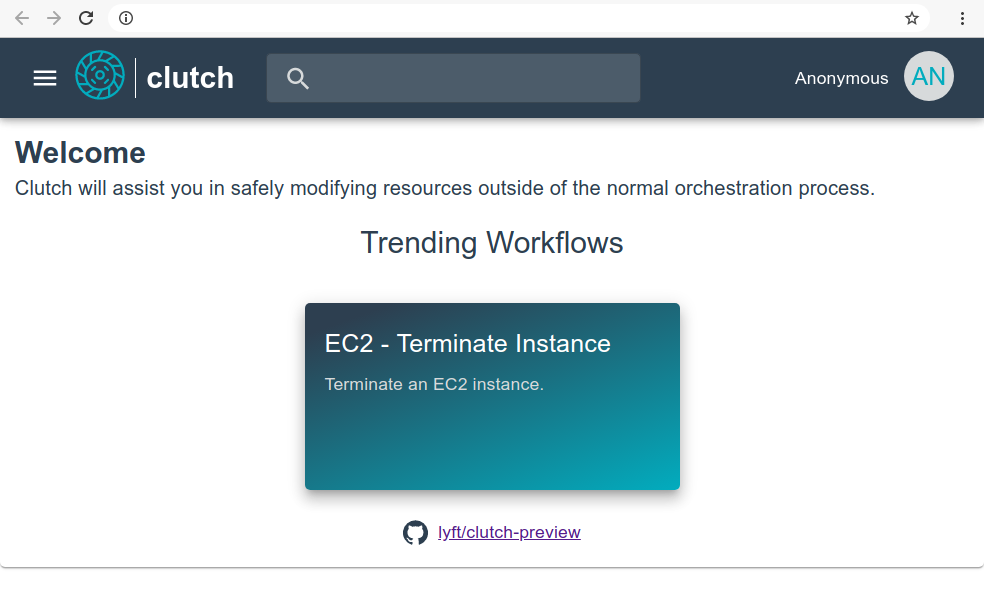 clutch
Anonymous
AN
Welcome
Clutch will assist you in safely modifying resources outside of the normal orchestration process.
Trending Workflows
EC2 - Terminate Instance
Terminate an EC2 instance.
lyft/clutch-preview